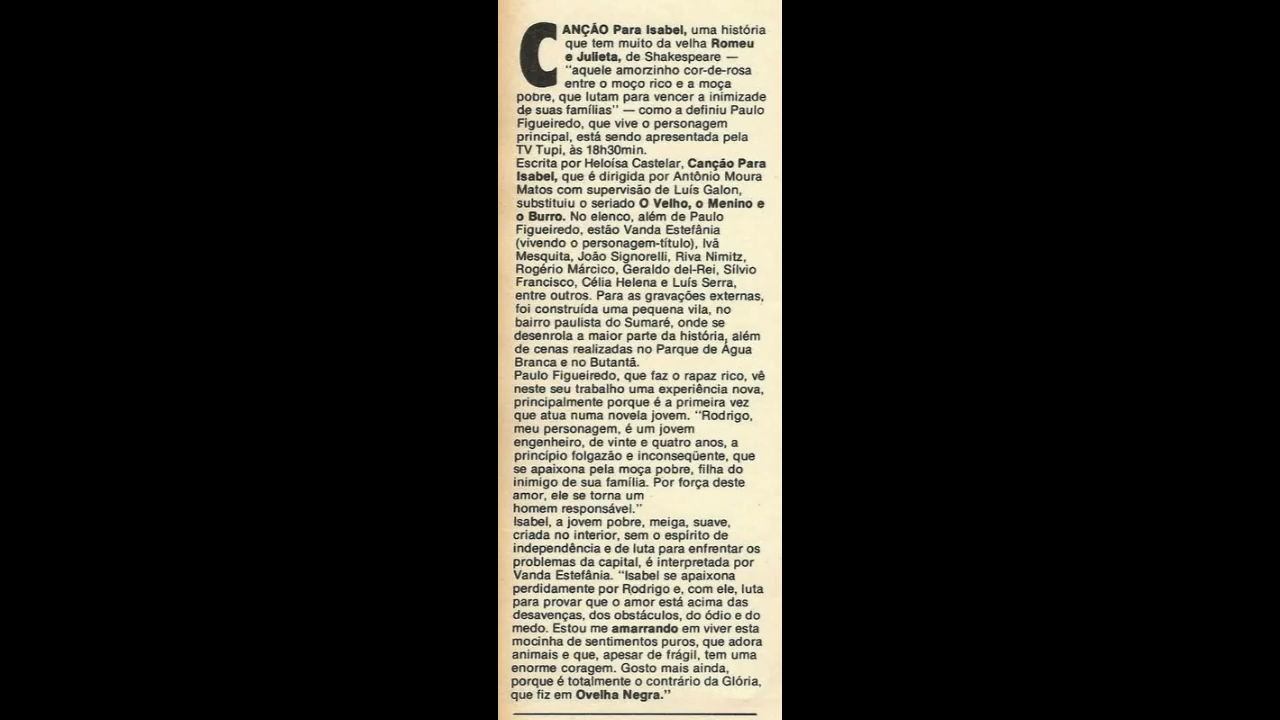 CANÇÃO Para Isabel, uma história
que tem muito da velha Romeu
e Julieta, de Shakespeare —
"aquele amorzinho cor-de-rosa
entre o moço rico e a moça
pobre, que lutam para vencer a inimizade
de suas famílias" — como a definiu Paulo
Figueiredo, que vive o personagem
principal, está sendo apresentada pela
TV Tupi, às 18h30min.
Escrita por Heloísa Castelar, Canção Para
Isabel, que é dirigida por Antônio Moura
Matos com supervisão de Luís Galon,
substituiu o seriado O Velho, o Menino e
o Burro. No elenco, além de Paulo
Figueiredo, estão Vanda Estefânia
(vivendo o personagem-título), Ivã
Mesquita, João Signorelli, Riva Nimitz,
Rogério Márcico, Geraldo del-Rei, Sílvio
Francisco, Célia Helena e Luís Serra,
entre outros. Para as gravações externas,
foi construída uma pequena vila, no
bairro paulista do Sumaré, onde se
desenrola a maior parte da história, além
de cenas realizadas no Parque de Água
Branca e no Butantã.
Paulo Figueiredo, que faz o rapaz rico, vê
neste seu trabalho uma experiência nova,
principalmente porque é a primeira vez
que atua numa novela jovem. "Rodrigo,
meu personagem, é um jovem
engenheiro, de vinte e quatro anos, a
princípio folgazão e inconseqüente, que
se apaixona pela moça pobre, filha do
inimigo de sua família. Por força deste
amor, ele se torna um
homem responsável."
Isabel, a jovem pobre, meiga, suave,
criada no interior, sem o espírito de
independência e de luta para enfrentar os
problemas da capital, é interpretada por
Vanda Estefânia. "Isabel se apaixona
perdidamente por Rodrigo e, com ele, luta
para provar que o amor está acima das
desavenças, dos obstáculos, do ódio e do
medo. Estou me amarrando em viver esta
mocinha de sentimentos puros, que adora
animais e que, apesar de frágil, tem uma
enorme coragem. Gosto mais ainda,
porque é totalmente o contrário da Glória,
que fiz em Ovelha Negra."